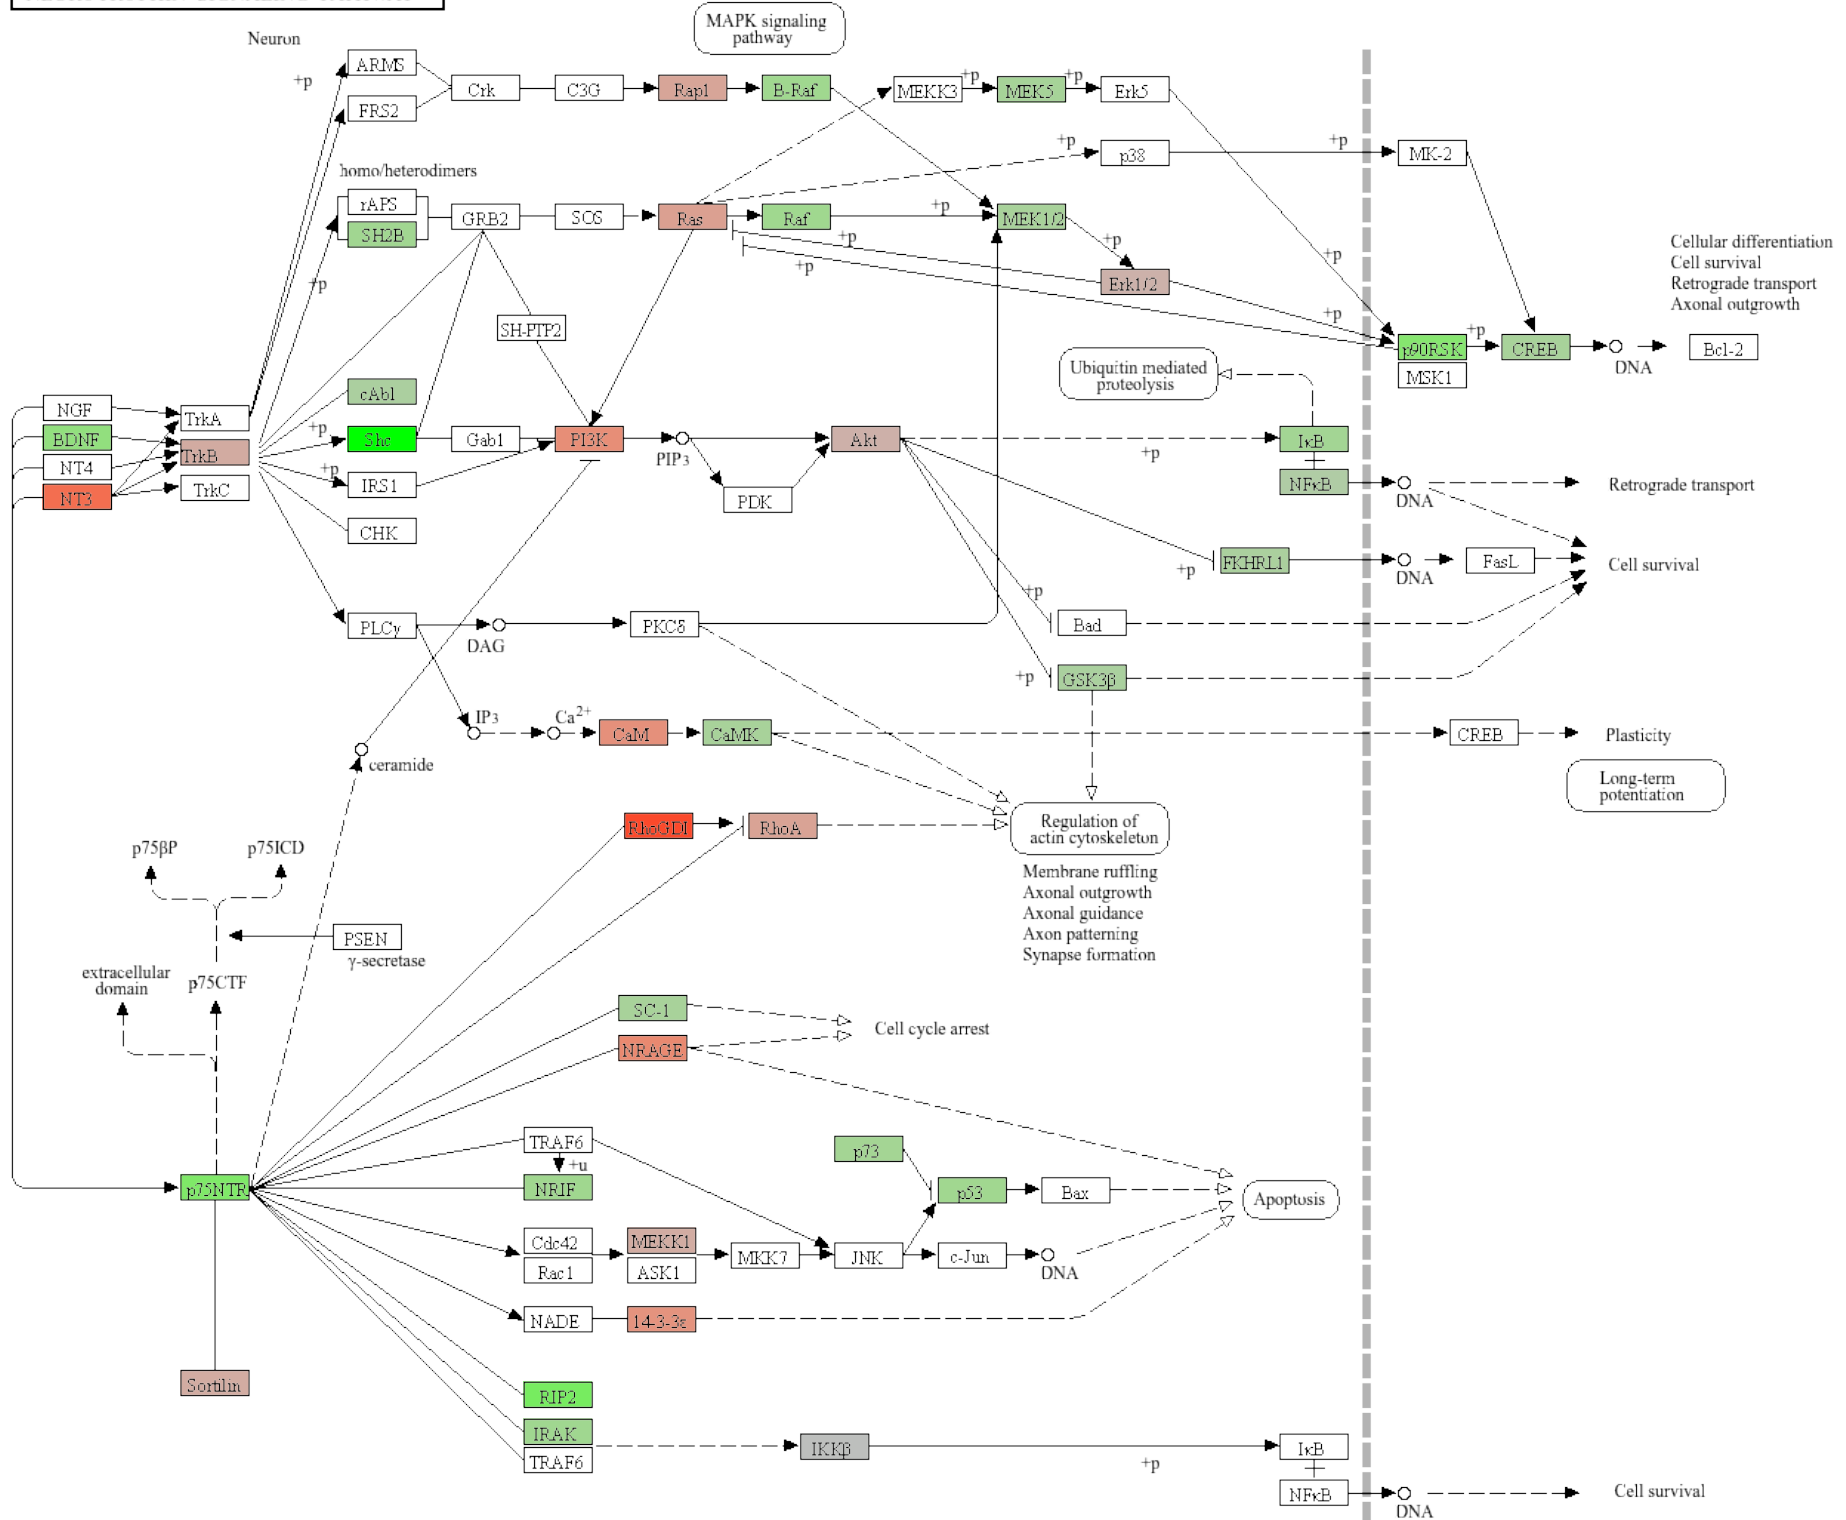 MAPK signaling
pathway
Neuron
+p
ARMS
FRS2
Crk
C3G
Rap1
B-Raf
MEKK3
+p
MEK5
+p
Erk5
+p
p38
+p
MK-2
homo/heterodimers
rAPS
SH2B
+p
GRB2
SOS
Ras
Raf
+p
MEK1/2
+p
+p
+p
Erk1/2
+p
+p
Cellular differentiation
Cell survival
Retrograde transport
Axonal outgrowth
SH-PTP2
p90RSK
MSK1
+p
CREB
DNA
Bcl-2
Ubiquitin mediated
proteolysis
NGF
BDNF
NT4
NT3
TrkA
TrkB
TrkC
cAbl
+p
Shc
Gab1
PI3K
PIP3
Akt
+p
IκB
+p
IRS1
PDK
NFκB
DNA
Retrograde transport
CHK
+p
FKHRL1
DNA
FasL
Cell survival
+p
Bad
PLCγ
DAG
PKCδ
+p
GSK3β
IP3
Ca2+
CaM
CaMK
CREB
Plasticity
ceramide
Long-term
potentiation
RhoGDI
RhoA
Regulation of
actin cytoskeleton
p75βP
p75ICD
Membrane ruffling
Axonal outgrowth
Axonal guidance
Axon patterning
Synapse formation
PSEN
γ-secretase
extracellular
domain
p75CTF
SC-1
Cell cycle arrest
NRAGE
TRAF6
+u
p73
p75NTR
NRIF
p53
Bax
Apoptosis
Cdc42
Rac1
MEKK1
ASK1
MKK7
JNK
c-Jun
DNA
NADE
14-3-3ε
Sortilin
RIP2
IRAK
TRAF6
IKKβ
+p
IκB
NFκB
DNA
Cell survival